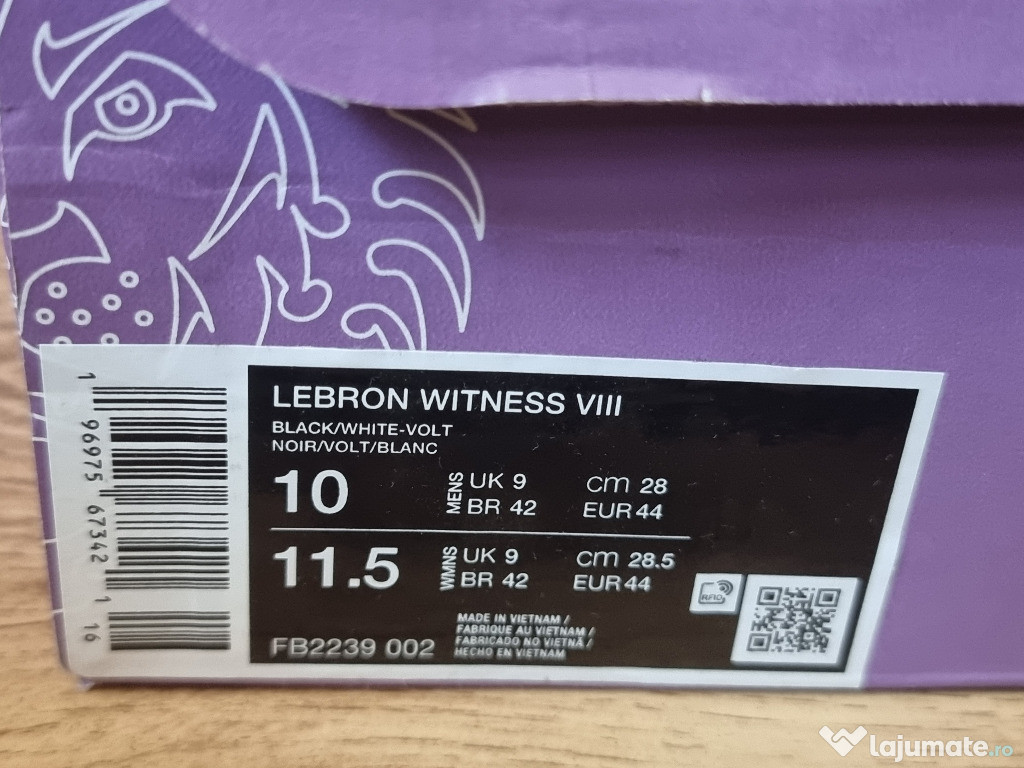 LEBRON WITNESS VIII
BLACK/WHITE-VOLT
NOIR/VOLT/BLANC
10 MENS UK 9 cm 28
BR 42 EUR 44
11.5 WMNS UK 9 cm 28.5
BR 42 EUR 44
RFID
MADE IN VIETNAM /
FABRIQUE AU VIETNAM /
FABRICADO NO VIETNÃ /
HECHO EN VIETNAM
FB2239 002
1 96975 67342 1 16
lajumate.ro